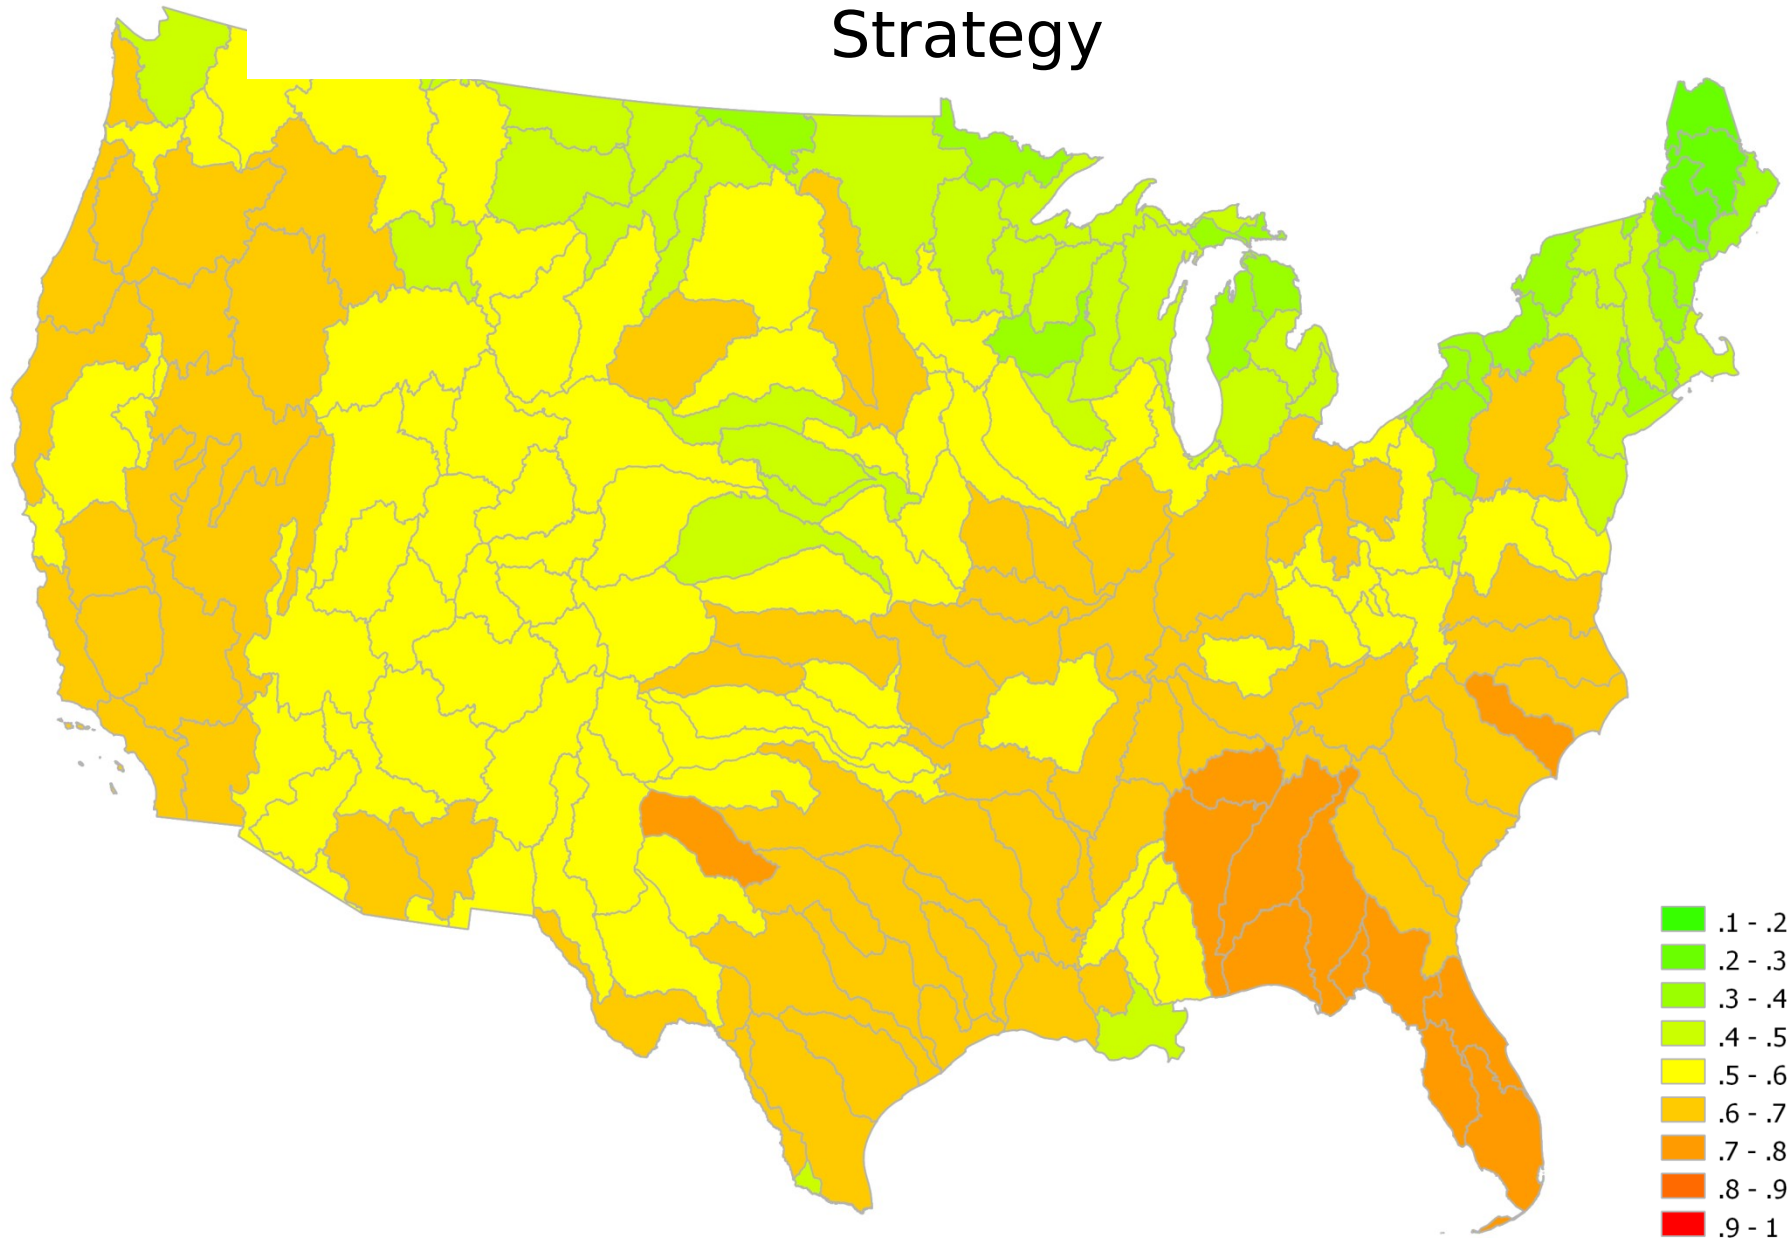 Strategy
.1 - .2
.2 - .3
.3 - .4
.4 - .5
.5 - .6
.6 - .7
.7 - .8
.8 - .9
.9 - 1